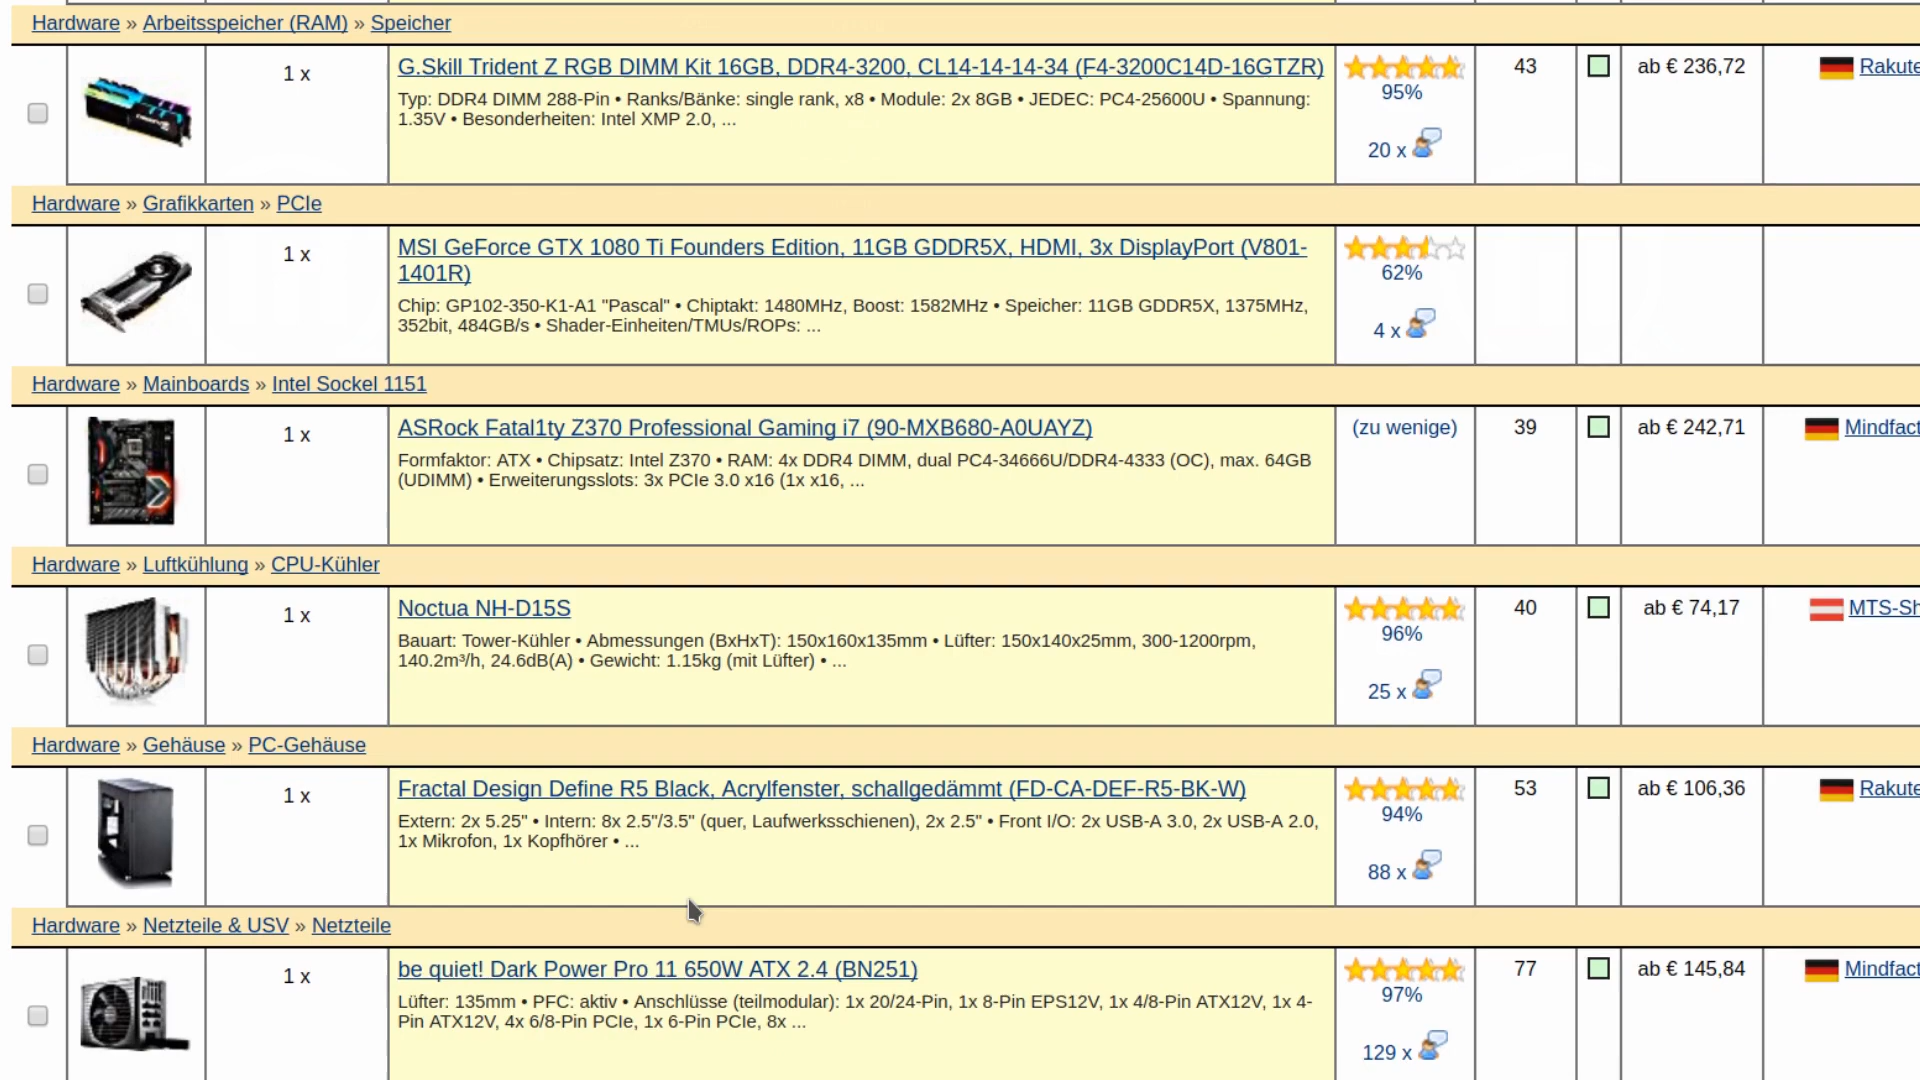 Hardware » Arbeitsspeicher (RAM) » Speicher
1 x
G.Skill Trident Z RGB DIMM Kit 16GB, DDR4-3200, CL14-14-14-34 (F4-3200C14D-16GTZR)
Typ: DDR4 DIMM 288-Pin • Ranks/Bänke: single rank, x8 • Module: 2x 8GB • JEDEC: PC4-25600U • Spannung:
1.35V • Besonderheiten: Intel XMP 2.0, ...
95%
20 x
43
ab € 236,72
Rakute
Hardware » Grafikkarten » PCIe
1 x
MSI GeForce GTX 1080 Ti Founders Edition, 11GB GDDR5X, HDMI, 3x DisplayPort (V801-
1401R)
Chip: GP102-350-K1-A1 "Pascal" • Chiptakt: 1480MHz, Boost: 1582MHz • Speicher: 11GB GDDR5X, 1375MHz,
352bit, 484GB/s • Shader-Einheiten/TMUs/ROPs: ...
62%
4 x
Hardware » Mainboards » Intel Sockel 1151
1 x
ASRock Fatal1ty Z370 Professional Gaming i7 (90-MXB680-A0UAYZ)
Formfaktor: ATX • Chipsatz: Intel Z370 • RAM: 4x DDR4 DIMM, dual PC4-34666U/DDR4-4333 (OC), max. 64GB
(UDIMM) • Erweiterungsslots: 3x PCIe 3.0 x16 (1x x16, ...
(zu wenige)
39
ab € 242,71
Mindfact
Hardware » Luftkühlung » CPU-Kühler
1 x
Noctua NH-D15S
Bauart: Tower-Kühler • Abmessungen (BxHxT): 150x160x135mm • Lüfter: 150x140x25mm, 300-1200rpm,
140.2m³/h, 24.6dB(A) • Gewicht: 1.15kg (mit Lüfter) • ...
96%
25 x
40
ab € 74,17
MTS-Sh
Hardware » Gehäuse » PC-Gehäuse
1 x
Fractal Design Define R5 Black, Acrylfenster, schallgedämmt (FD-CA-DEF-R5-BK-W)
Extern: 2x 5.25" • Intern: 8x 2.5"/3.5" (quer, Laufwerksschienen), 2x 2.5" • Front I/O: 2x USB-A 3.0, 2x USB-A 2.0,
1x Mikrofon, 1x Kopfhörer • ...
94%
88 x
53
ab € 106,36
Rakute
Hardware » Netzteile & USV » Netzteile
1 x
be quiet! Dark Power Pro 11 650W ATX 2.4 (BN251)
Lüfter: 135mm • PFC: aktiv • Anschlüsse (teilmodular): 1x 20/24-Pin, 1x 8-Pin EPS12V, 1x 4/8-Pin ATX12V, 1x 4-
Pin ATX12V, 4x 6/8-Pin PCIe, 1x 6-Pin PCIe, 8x ...
97%
129 x
77
ab € 145,84
Mindfact